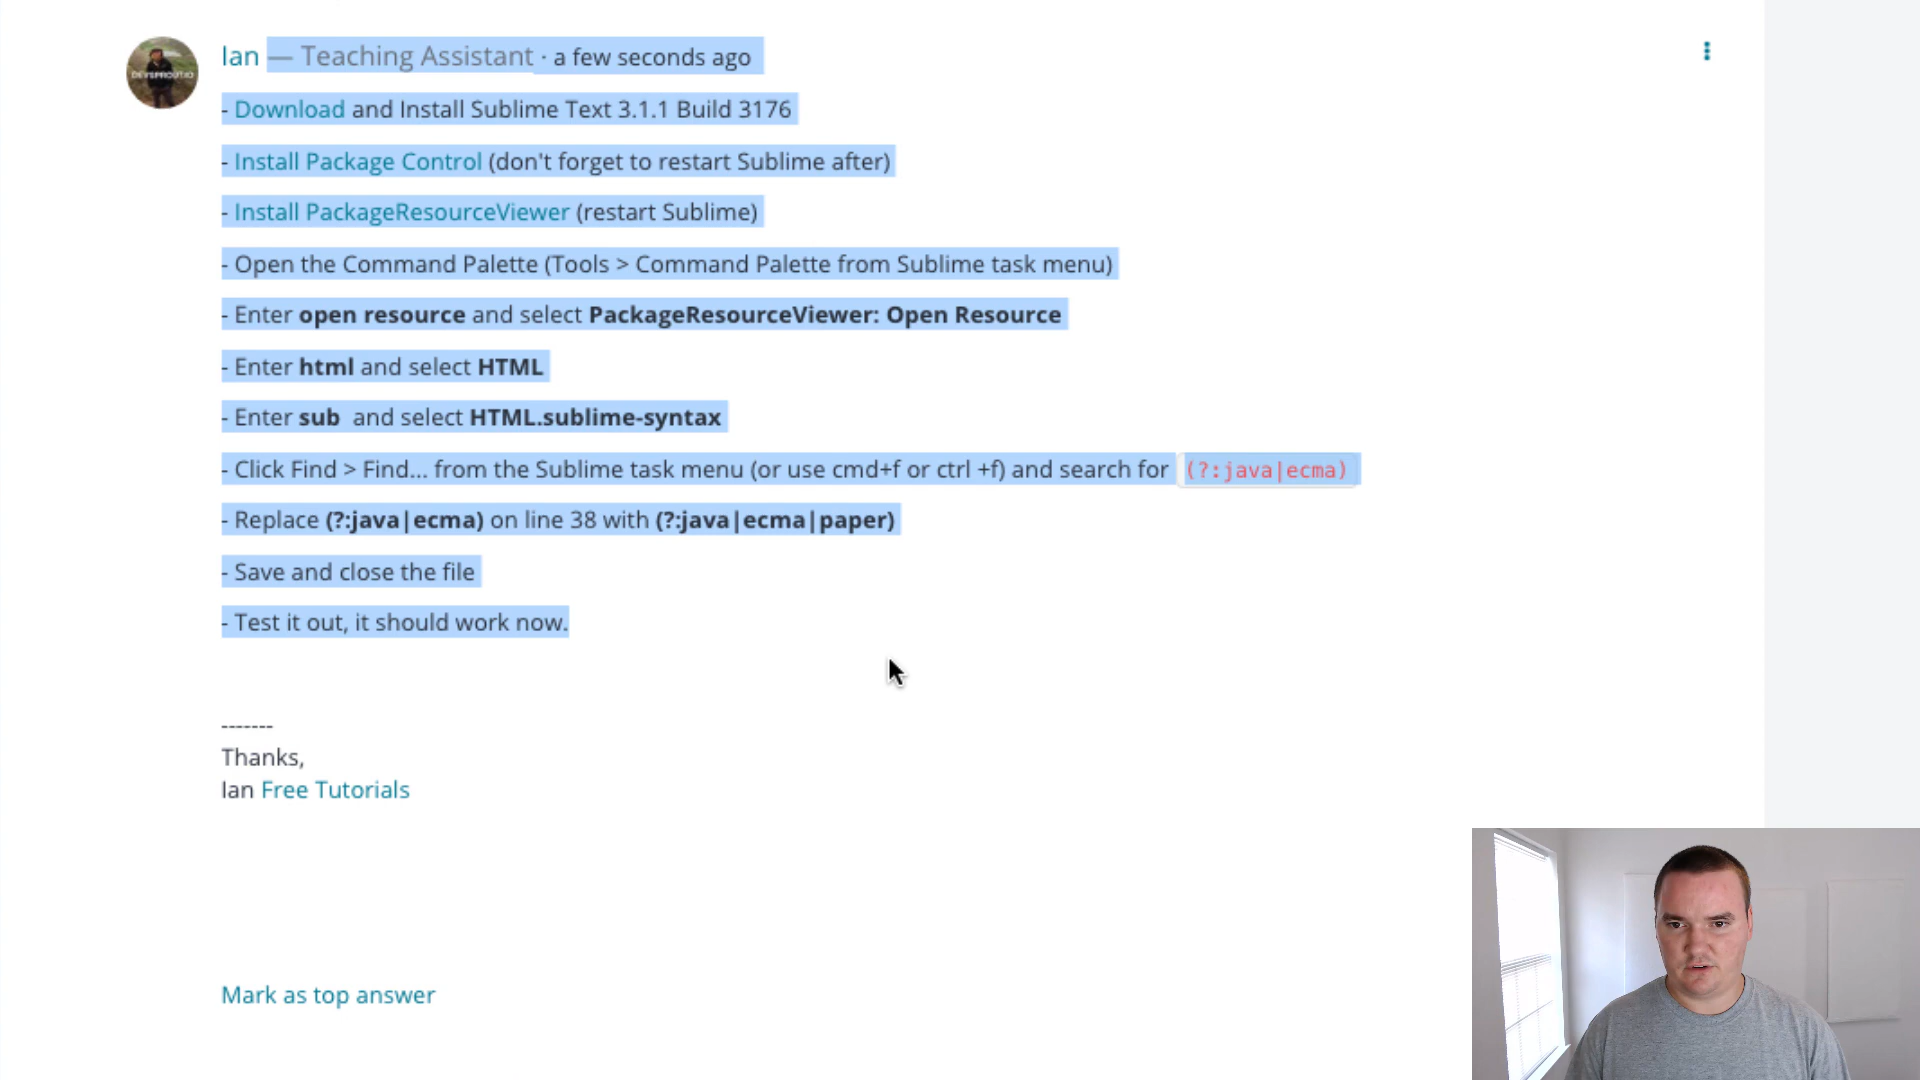 DEVSPROUT.IO
Ian — Teaching Assistant · a few seconds ago
- Download and Install Sublime Text 3.1.1 Build 3176
- Install Package Control (don't forget to restart Sublime after)
- Install PackageResourceViewer (restart Sublime)
- Open the Command Palette (Tools > Command Palette from Sublime task menu)
- Enter open resource and select PackageResourceViewer: Open Resource
- Enter html and select HTML
- Enter sub  and select HTML.sublime-syntax
- Click Find > Find... from the Sublime task menu (or use cmd+f or ctrl +f) and search for (?:java|ecma)
- Replace (?:java|ecma) on line 38 with (?:java|ecma|paper)
- Save and close the file
- Test it out, it should work now.
-------
Thanks,
Ian Free Tutorials
Mark as top answer